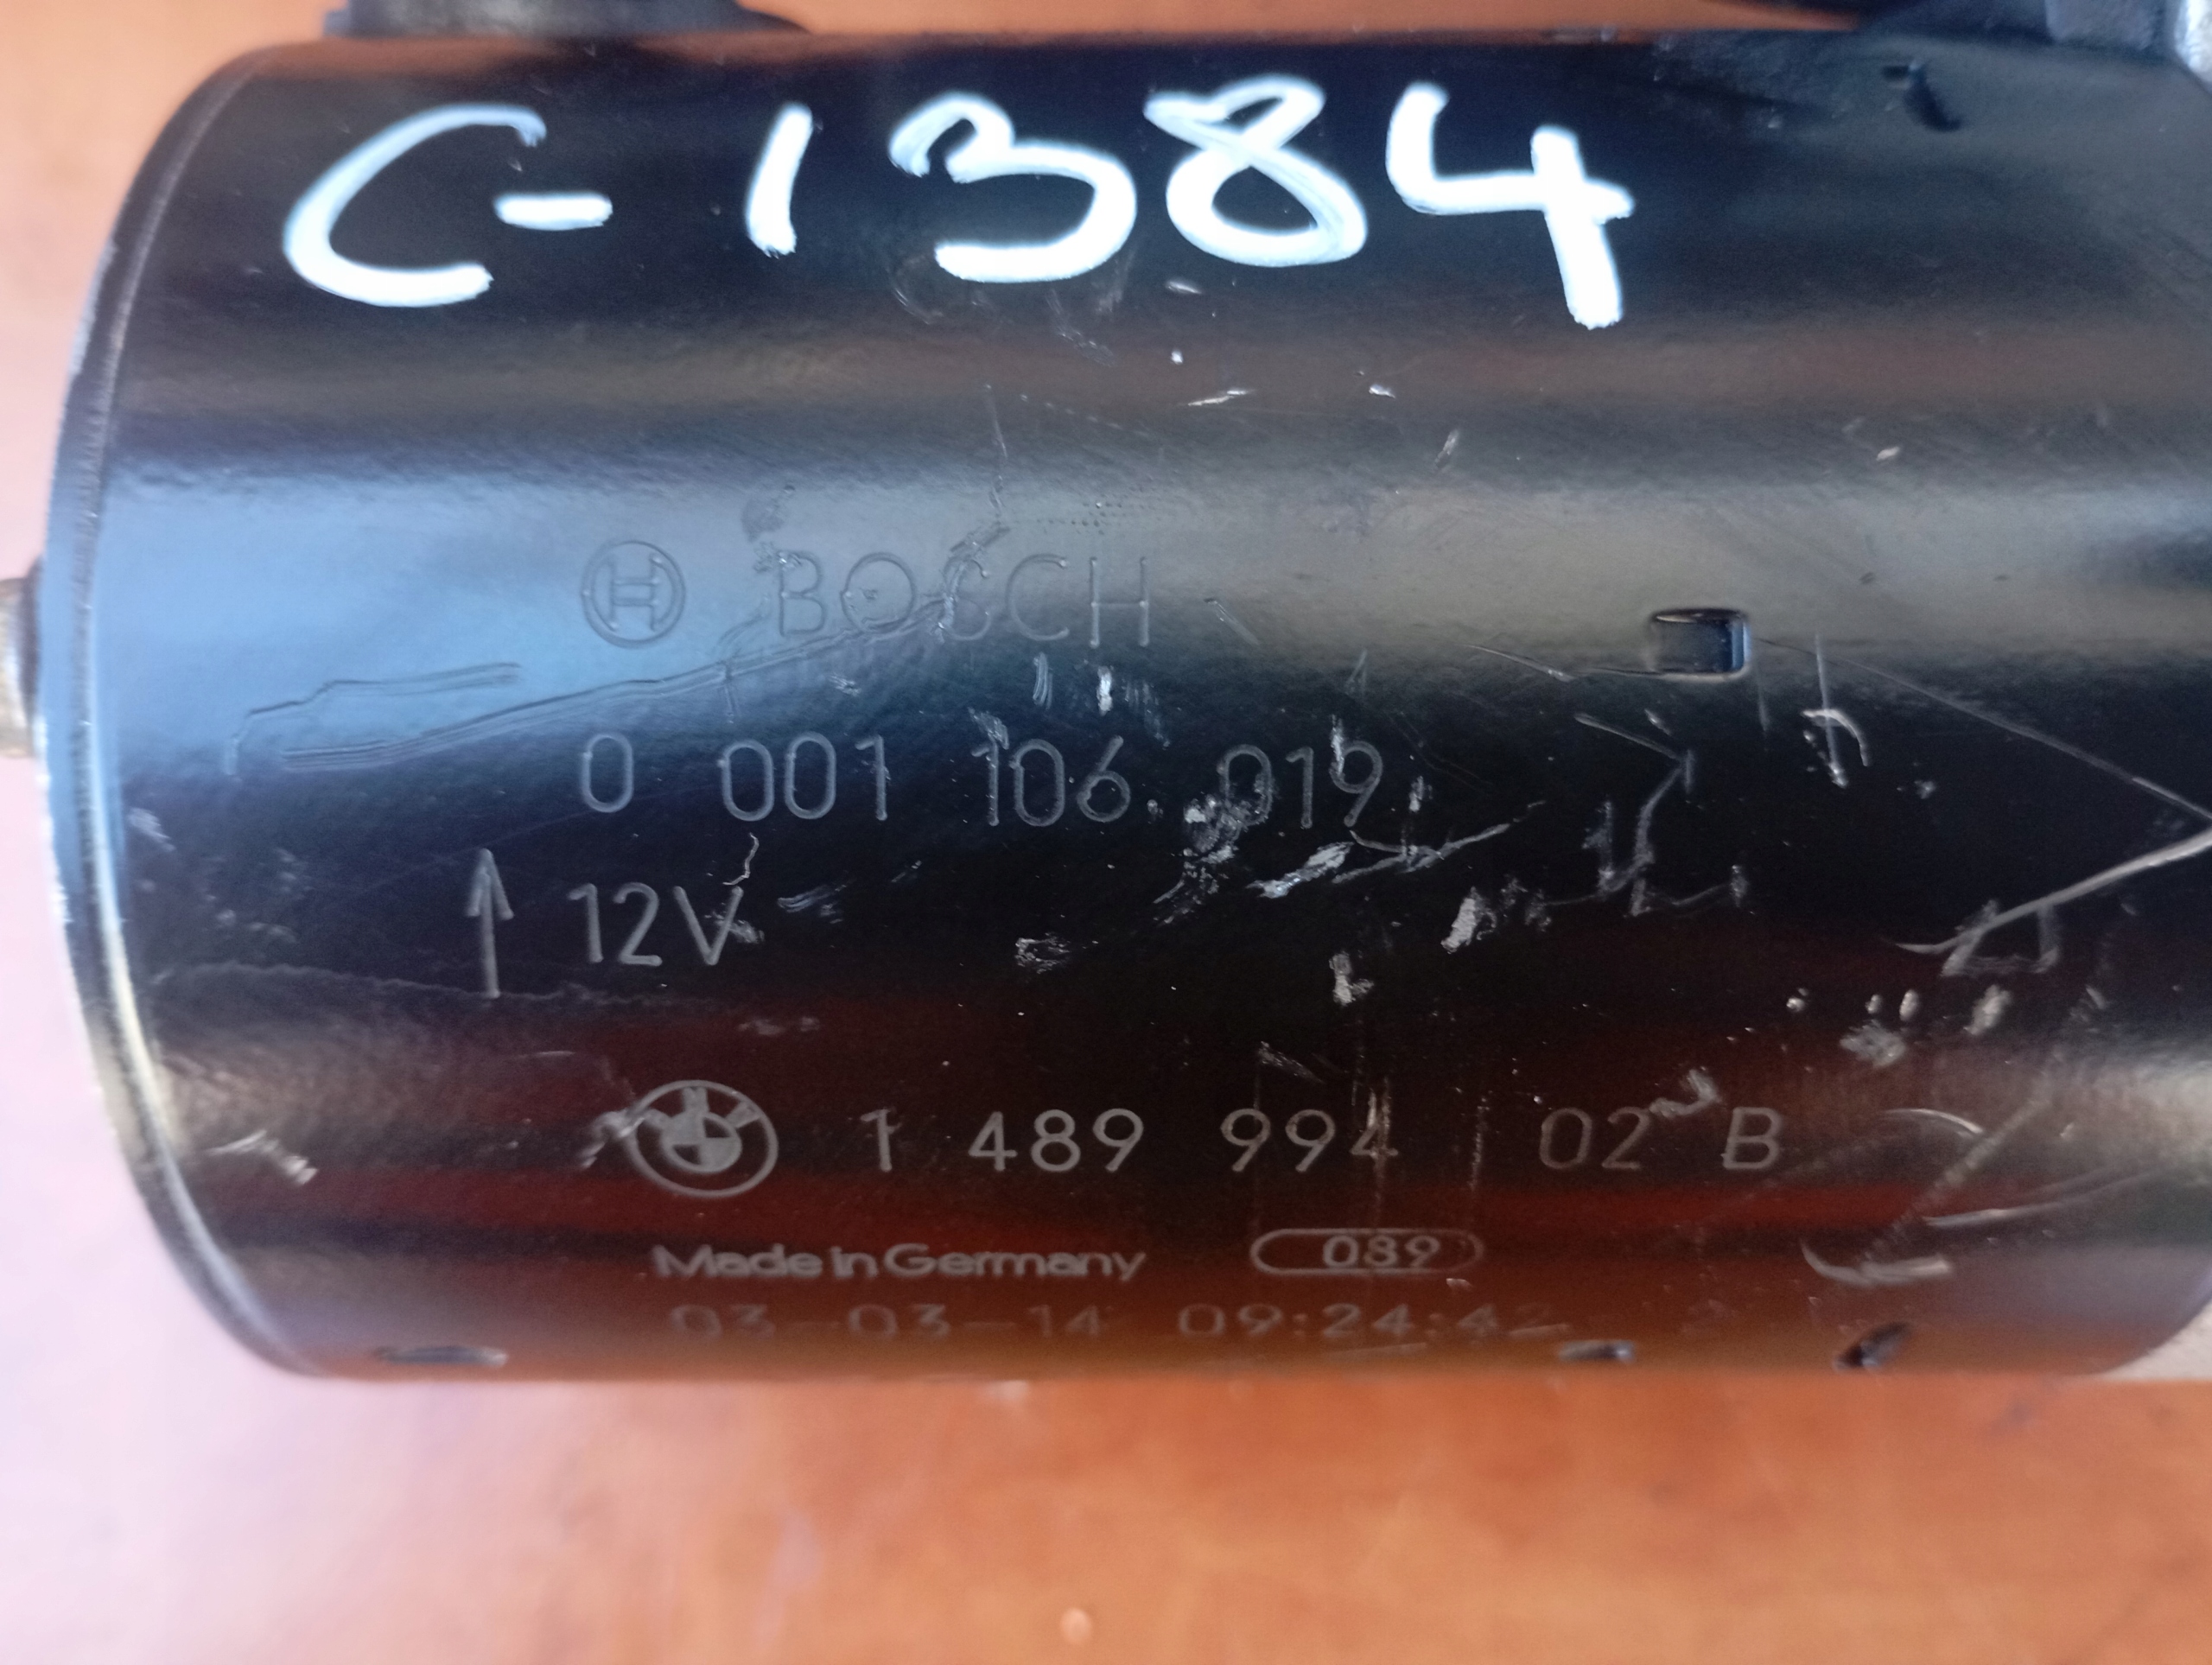 C-1384
BOSCH
0 001 106 019
12V
1 489 994 02 B
Made in Germany 089
03-03-14 09:24:42